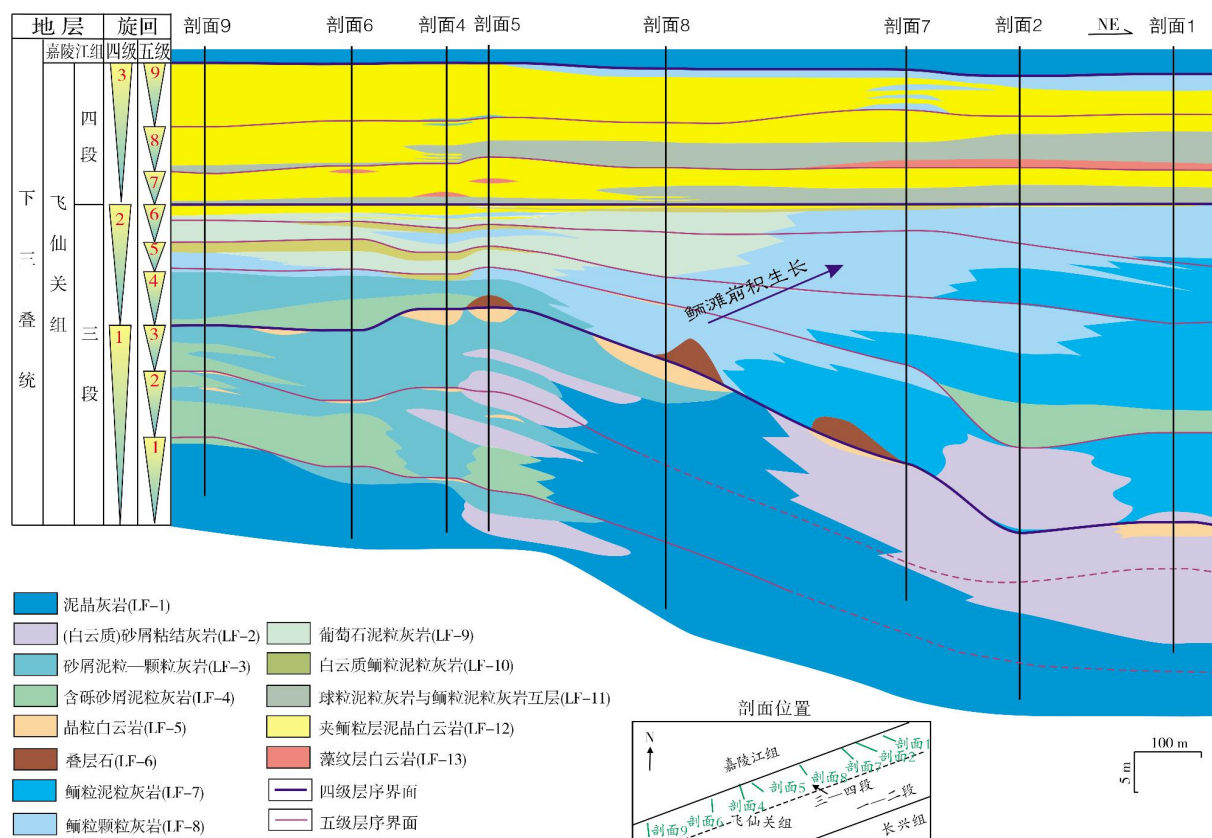 地层 旋回 剖面9 剖面6 剖面4 剖面5 剖面8 剖面7 剖面2 NE 剖面1
嘉陵江组 四级 五级
下三叠统
飞仙关组
四段
三段
3
2
1
9
8
7
6
5
4
3
2
1
鲕滩前积生长
泥晶灰岩(LF-1)
(白云质)砂屑粘结灰岩(LF-2)
砂屑泥粒—颗粒灰岩(LF-3)
含砾砂屑泥粒灰岩(LF-4)
晶粒白云岩(LF-5)
叠层石(LF-6)
鲕粒泥粒灰岩(LF-7)
鲕粒颗粒灰岩(LF-8)
葡萄石泥粒灰岩(LF-9)
白云质鲕粒泥粒灰岩(LF-10)
球粒泥粒灰岩与鲕粒泥粒灰岩互层(LF-11)
夹鲕粒层泥晶白云岩(LF-12)
藻纹层白云岩(LF-13)
四级层序界面
五级层序界面
剖面位置
N
嘉陵江组
剖面1
剖面2
剖面7
剖面8
剖面5
剖面4
剖面6
剖面9
三—四段
一—二段
飞仙关组
长兴组
100 m
5 m